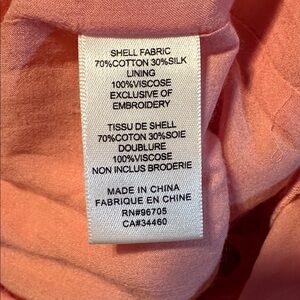 SHELL FABRIC
70%COTTON 30%SILK
LINING
100%VISCOSE
EXCLUSIVE OF
EMBROIDERY
TISSU DE SHELL
70%COTTON 30%SOIE
DOUBLURE
100%VISCOSE
NON INCLUS BRODERIE
MADE IN CHINA
FABRIQUE EN CHINE
RN#96705
CA#34460